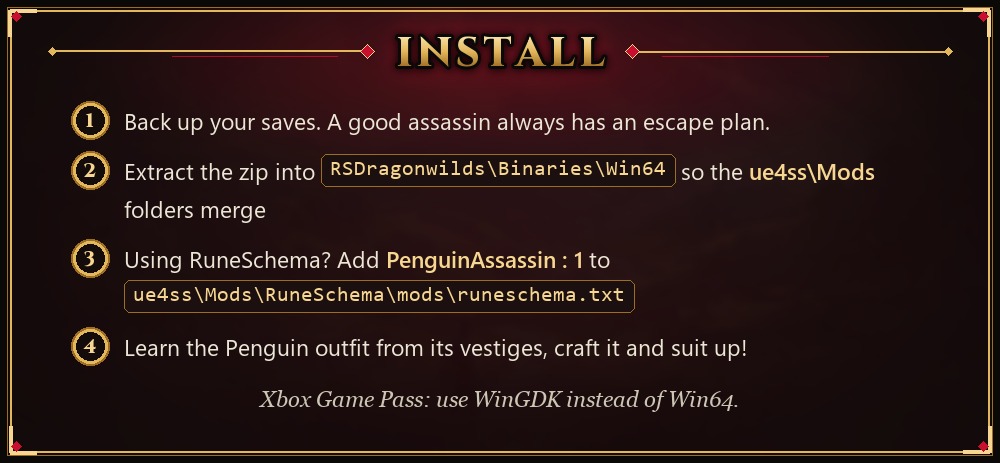 INSTALL
1 Back up your saves. A good assassin always has an escape plan.
2 Extract the zip into RSDragonwilds\Binaries\Win64 so the ue4ss\Mods
folders merge
3 Using RuneSchema? Add PenguinAssassin : 1 to
ue4ss\Mods\RuneSchema\mods\runeschema.txt
4 Learn the Penguin outfit from its vestiges, craft it and suit up!
Xbox Game Pass: use WinGDK instead of Win64.